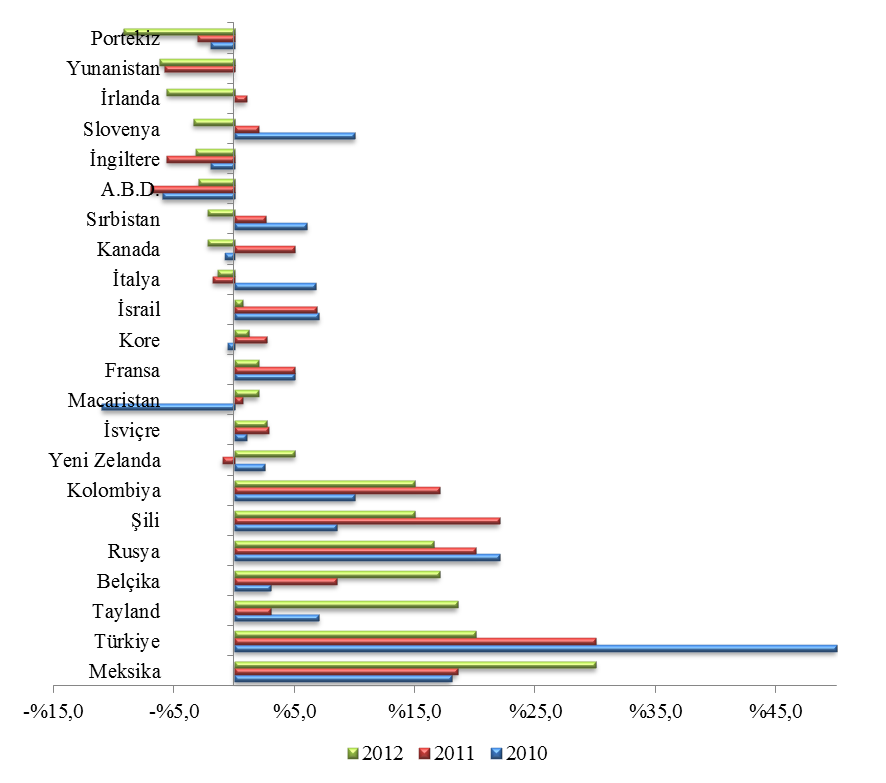 Portekiz
Yunanistan
İrlanda
Slovenya
İngiltere
A.B.D.
Sırbistan
Kanada
İtalya
İsrail
Kore
Fransa
Macaristan
İsviçre
Yeni Zelanda
Kolombiya
Şili
Rusya
Belçika
Tayland
Türkiye
Meksika
-%15,0 -%5,0 %5,0 %15,0 %25,0 %35,0 %45,0
2012 2011 2010